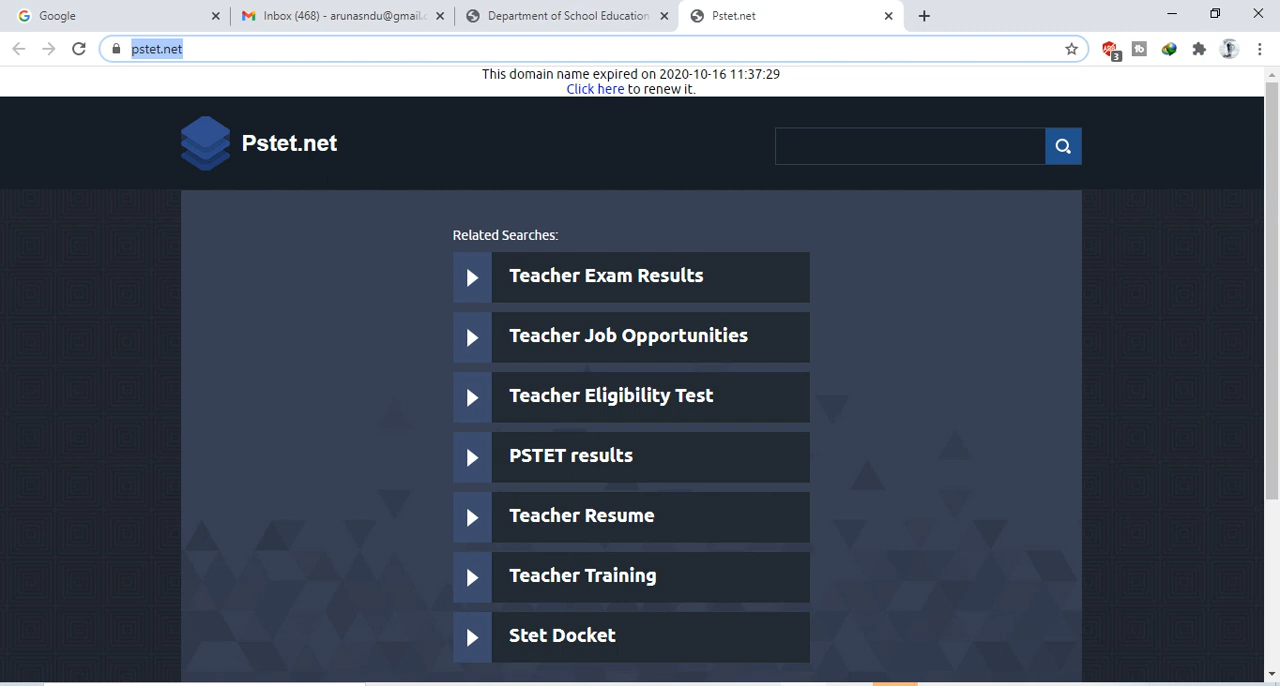 Google
Inbox (468) - arunasndu@gmail.c
Department of School Education
Pstet.net
pstet.net
3
This domain name expired on 2020-10-16 11:37:29
Click here to renew it.
Pstet.net
Related Searches:
Teacher Exam Results
Teacher Job Opportunities
Teacher Eligibility Test
PSTET results
Teacher Resume
Teacher Training
Stet Docket